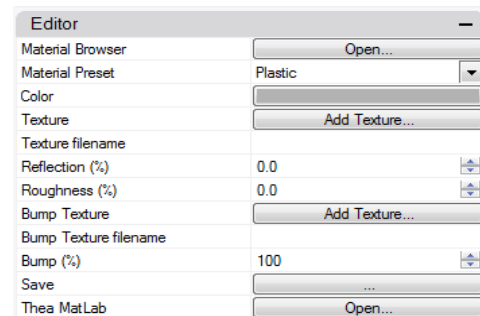 Editor
Material Browser Open...
Material Preset Plastic
Color
Texture Add Texture...
Texture filename
Reflection (%) 0.0
Roughness (%) 0.0
Bump Texture Add Texture...
Bump Texture filename
Bump (%) 100
Save ...
Thea MatLab Open...